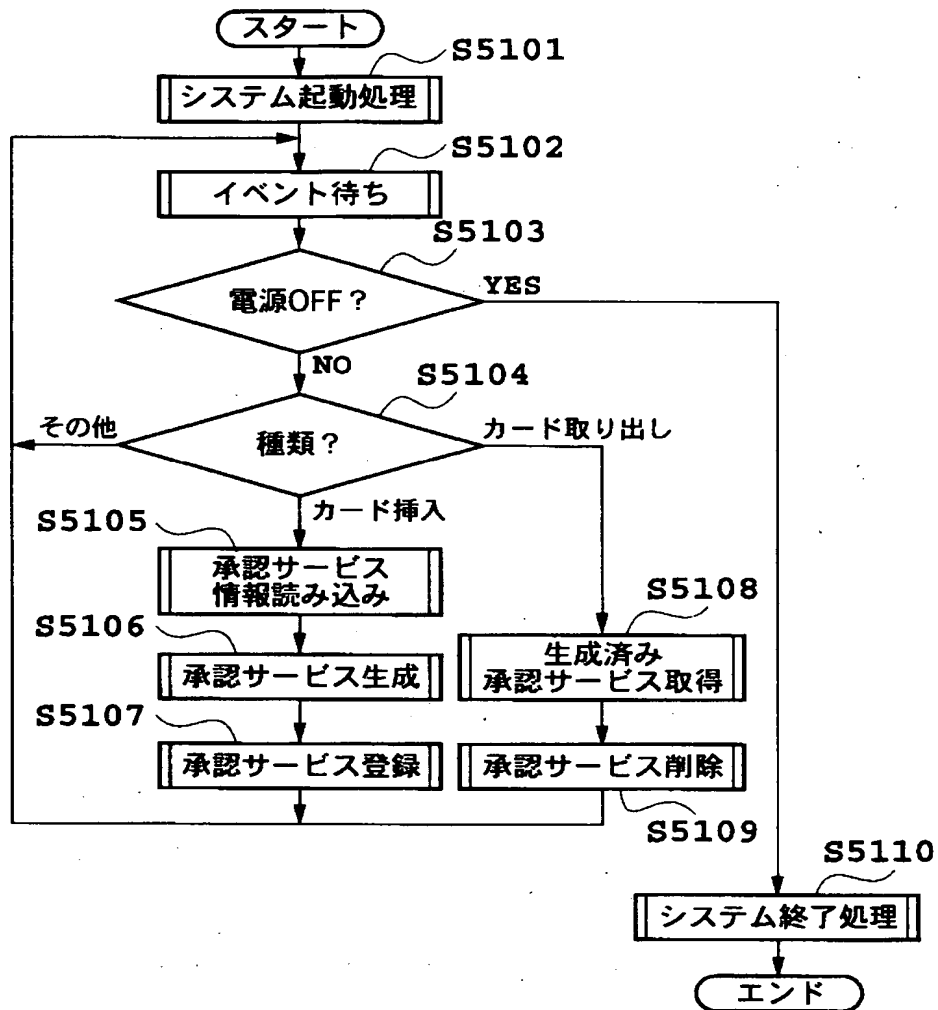 スタート
S5101
システム起動処理
S5102
イベント待ち
S5103
電源OFF？
YES
NO
S5104
種類？
その他
カード取り出し
カード挿入
S5105
承認サービス
情報読み込み
S5106
承認サービス生成
S5107
承認サービス登録
S5108
生成済み
承認サービス取得
承認サービス削除
S5109
S5110
システム終了処理
エンド